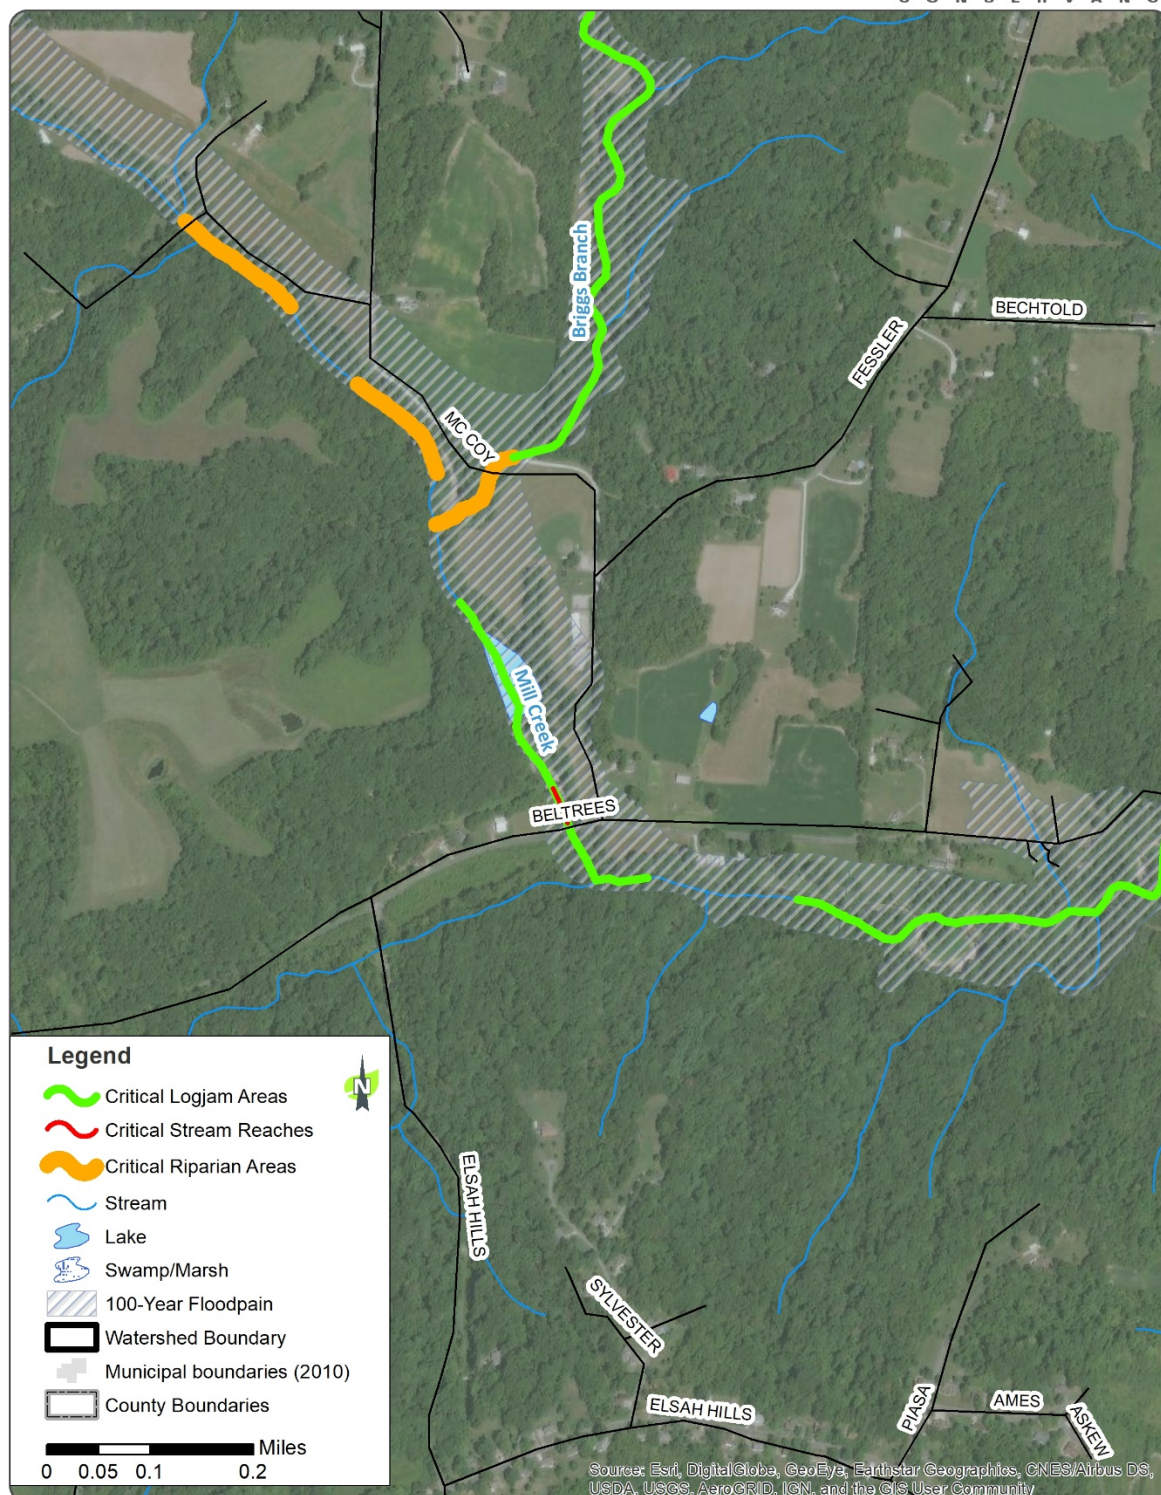 Briggs Branch
BECHTOLD
FESSLER
MC COY
Mill Creek
BELTREES
Legend
N
Critical Logjam Areas
Critical Stream Reaches
Critical Riparian Areas
Stream
Lake
Swamp/Marsh
100-Year Floodpain
Watershed Boundary
Municipal boundaries (2010)
County Boundaries
Miles
0 0.05 0.1 0.2
ELSAH HILLS
SYLVESTER
ELSAH HILLS
PIASA
AMES
ASKEW
Source: Esri, DigitalGlobe, GeoEye, Earthstar Geographics, CNES/Airbus DS,
USDA, USGS, AeroGRID, IGN, and the GIS User Community